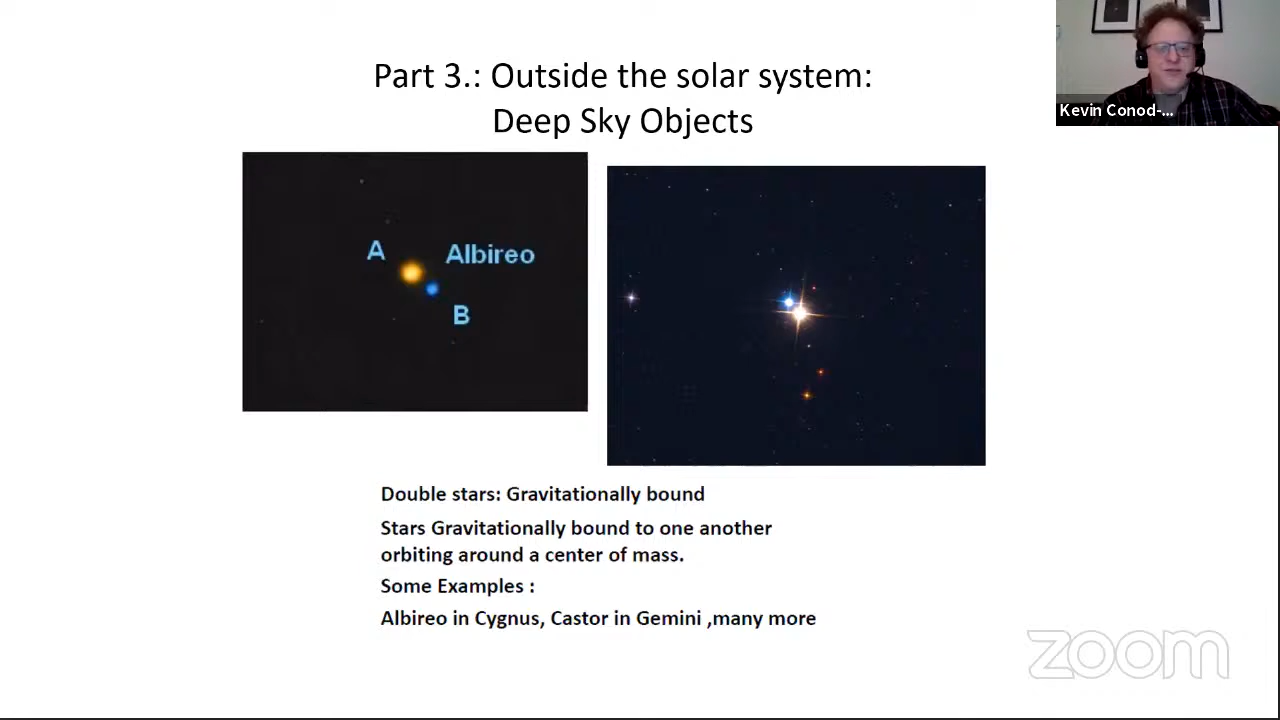 Part 3.: Outside the solar system:
Deep Sky Objects
Kevin Conod-...
A
Albireo
B
Double stars: Gravitationally bound
Stars Gravitationally bound to one another
orbiting around a center of mass.
Some Examples :
Albireo in Cygnus, Castor in Gemini ,many more
zoom